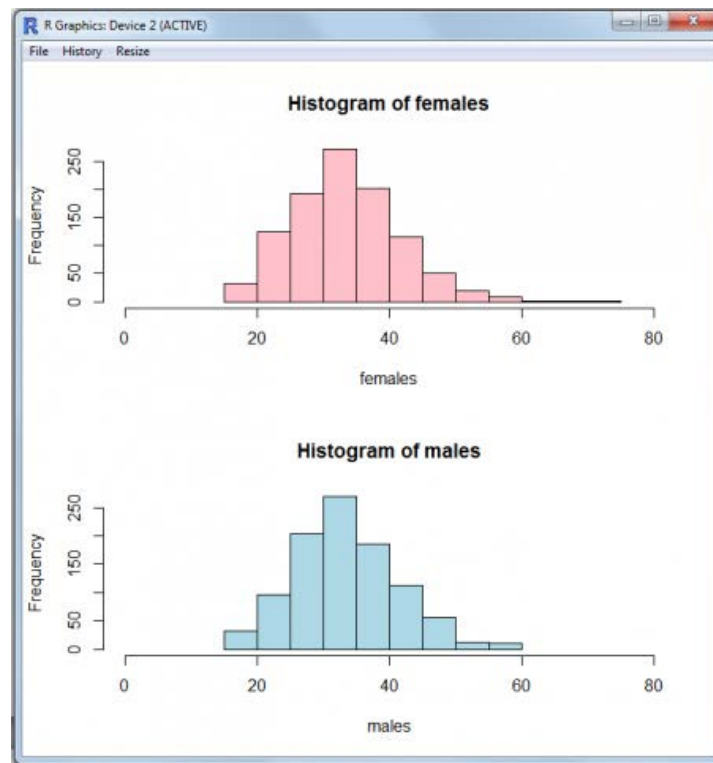 R Graphics: Device 2 (ACTIVE)
File History Resize
Histogram of females
Frequency
250
150
50
0
0 20 40 60 80
females
Histogram of males
Frequency
250
150
50
0
0 20 40 60 80
males